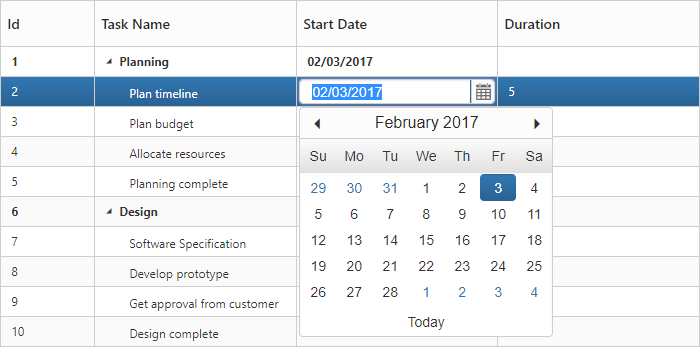 Id Task Name Start Date Duration
1 Planning 02/03/2017
2 Plan timeline 02/03/2017 5
3 Plan budget
4 Allocate resources
5 Planning complete
6 Design
7 Software Specification
8 Develop prototype
9 Get approval from customer
10 Design complete
February 2017
Su Mo Tu We Th Fr Sa
29 30 31 1 2 3 4
5 6 7 8 9 10 11
12 13 14 15 16 17 18
19 20 21 22 23 24 25
26 27 28 1 2 3 4
Today